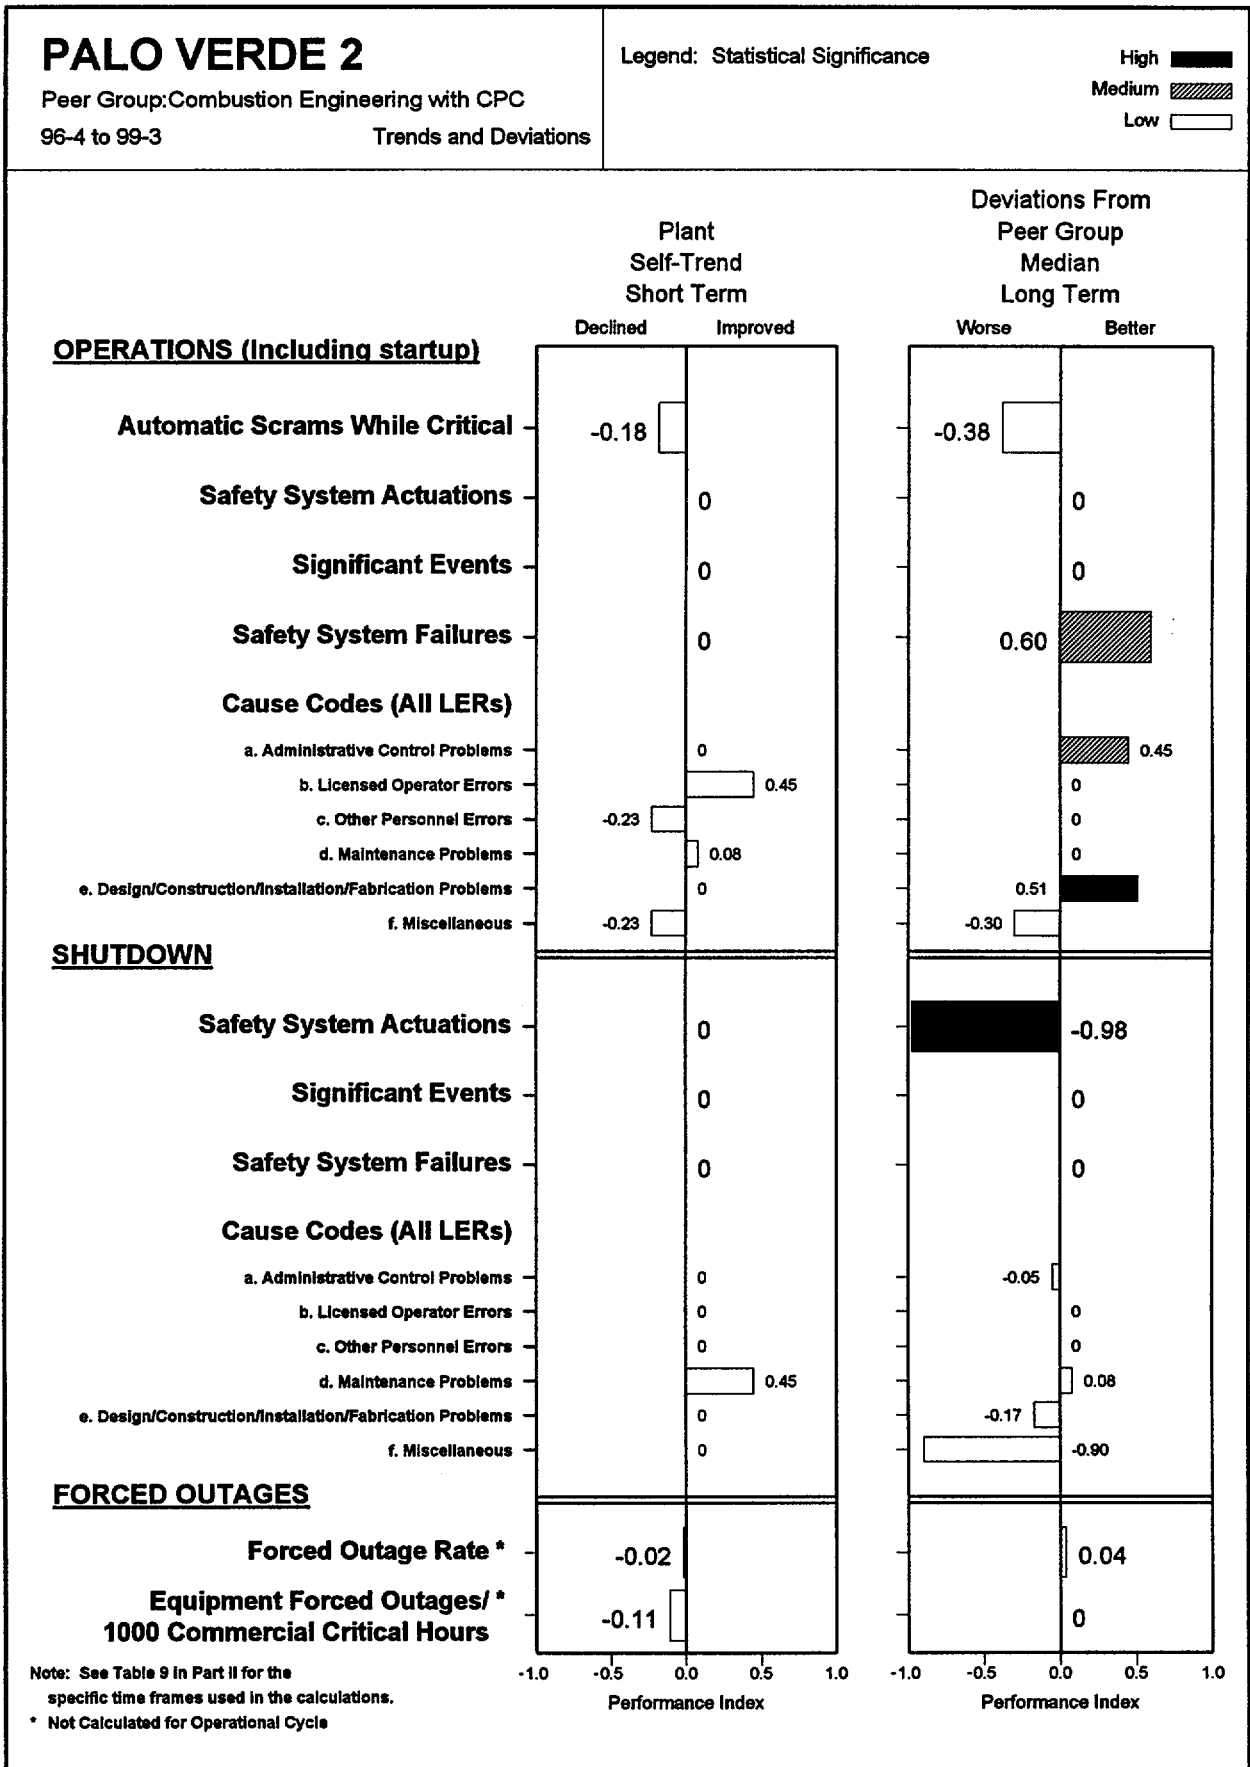 PALO VERDE 2
Peer Group:Combustion Engineering with CPC
96-4 to 99-3 Trends and Deviations
Legend: Statistical Significance
High
Medium
Low
Plant
Self-Trend
Short Term
Declined Improved
Deviations From
Peer Group
Median
Long Term
Worse Better
OPERATIONS (Including startup)
Automatic Scrams While Critical -0.18 -0.38
Safety System Actuations 0 0
Significant Events 0 0
Safety System Failures 0 0.60
Cause Codes (All LERs)
a. Administrative Control Problems 0 0.45
b. Licensed Operator Errors 0.45 0
c. Other Personnel Errors -0.23 0
d. Maintenance Problems 0.08 0
e. Design/Construction/Installation/Fabrication Problems 0 0.51
f. Miscellaneous -0.23 -0.30
SHUTDOWN
Safety System Actuations 0 -0.98
Significant Events 0 0
Safety System Failures 0 0
Cause Codes (All LERs)
a. Administrative Control Problems 0 -0.05
b. Licensed Operator Errors 0 0
c. Other Personnel Errors 0 0
d. Maintenance Problems 0.45 0.08
e. Design/Construction/Installation/Fabrication Problems 0 -0.17
f. Miscellaneous 0 -0.90
FORCED OUTAGES
Forced Outage Rate * -0.02 0.04
Equipment Forced Outages/ *
1000 Commercial Critical Hours -0.11 0
-1.0 -0.5 0.0 0.5 1.0 -1.0 -0.5 0.0 0.5 1.0
Performance Index Performance Index
Note: See Table 9 in Part II for the
specific time frames used in the calculations.
* Not Calculated for Operational Cycle